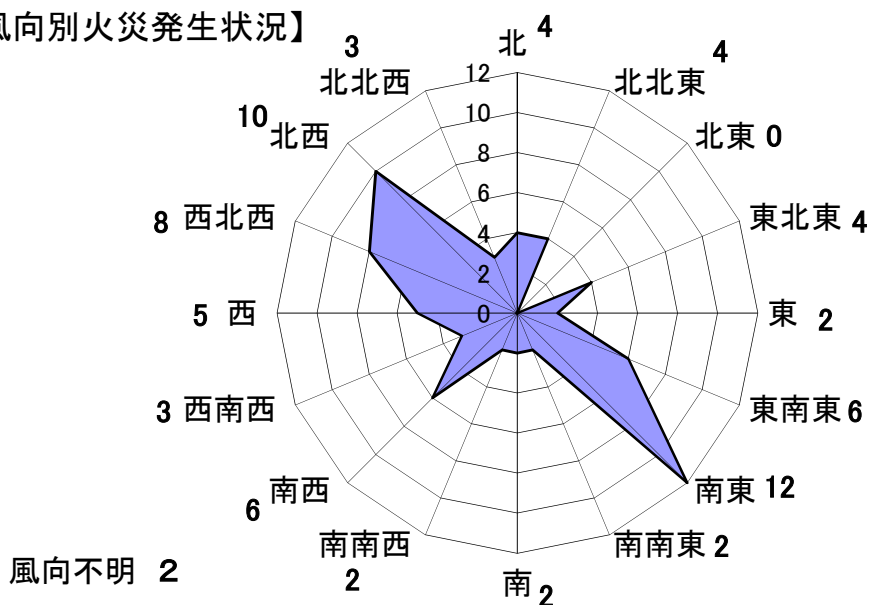 風向別火災発生状況】
北 4
北北東 4
北東 0
東北東 4
東 2
東南東 6
南東 12
南南東 2
南 2
南南西 2
南西 6
西南西 3
西 5
西北西 8
北西 10
北北西 3
12
10
8
6
4
2
0
風向不明 2